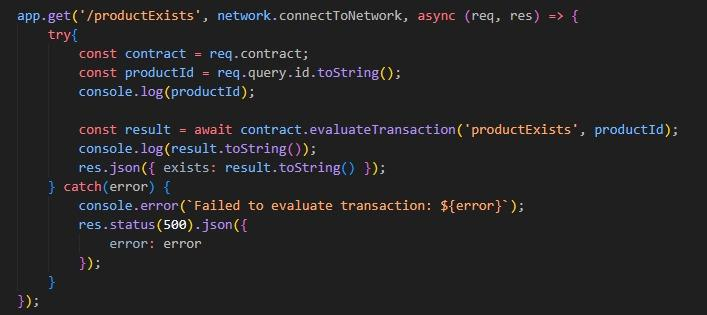 app.get('/productExists', network.connectToNetwork, async (req, res) => {
    try{
        const contract = req.contract;
        const productId = req.query.id.toString();
        console.log(productId);

        const result = await contract.evaluateTransaction('productExists', productId);
        console.log(result.toString());
        res.json({ exists: result.toString() });
    } catch(error) {
        console.error(`Failed to evaluate transaction: ${error}`);
        res.status(500).json({
            error: error
        });
    }
});